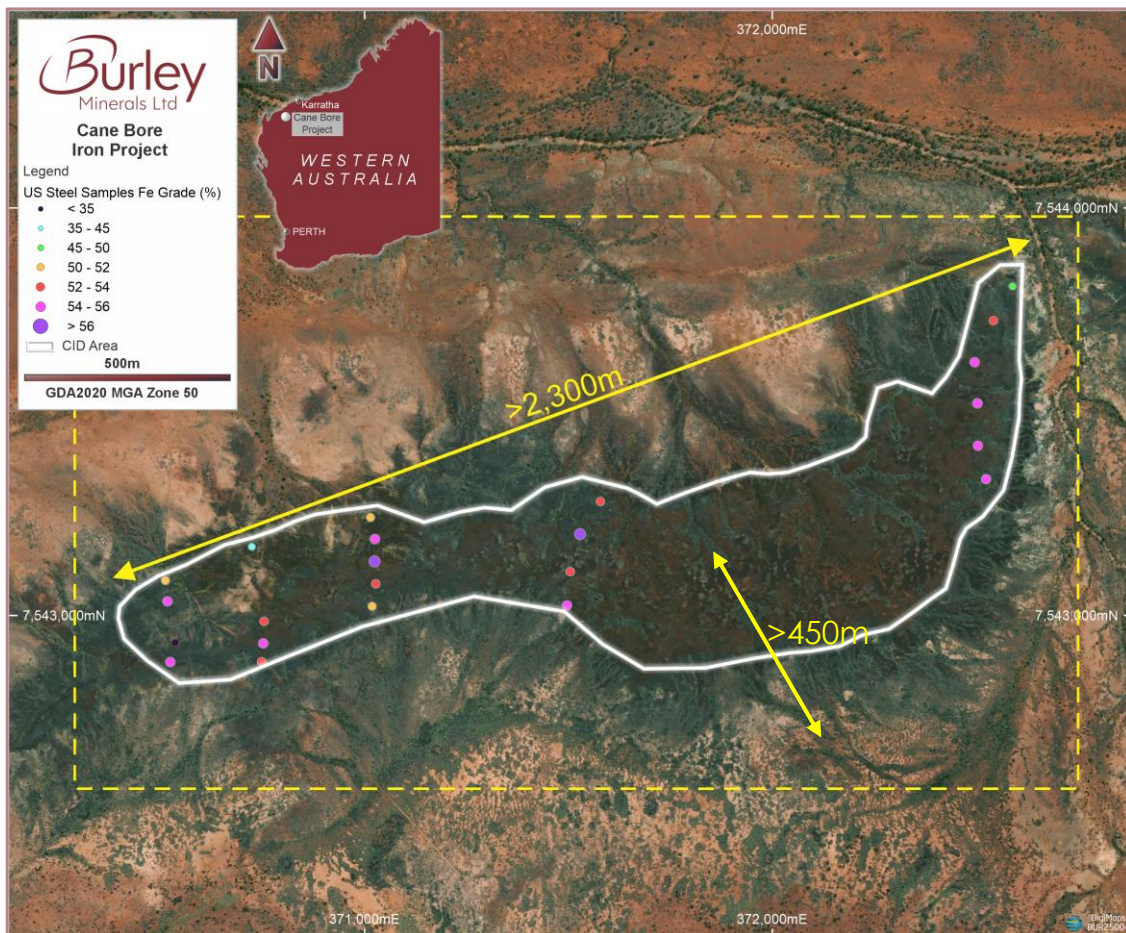 372,000mE
Burley
Minerals Ltd
Cane Bore
Iron Project
Legend
US Steel Samples Fe Grade (%)
< 35
35 - 45
45 - 50
50 - 52
52 - 54
54 - 56
> 56
CID Area
500m
GDA2020 MGA Zone 50
N
Karratha
Cane Bore
Project
WESTERN
AUSTRALIA
PERTH
7,544,000mN
>2,300m
7,543,000mN
7,543,000mN
>450m
371,000mE
372,000mE
DigiMaps